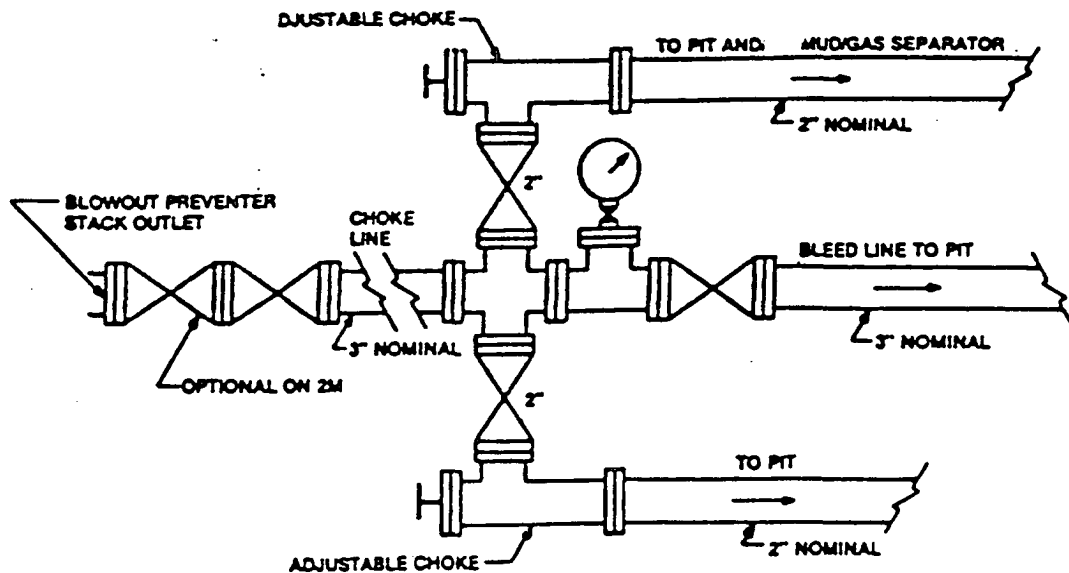 DJUSTABLE CHOKE
TO PIT AND MUD/GAS SEPARATOR
2" NOMINAL
2"
BLOWOUT PREVENTER
STACK OUTLET
CHOKE
LINE
BLEED LINE TO PIT
3" NOMINAL
3" NOMINAL
OPTIONAL ON 2M
2"
TO PIT
2" NOMINAL
ADJUSTABLE CHOKE